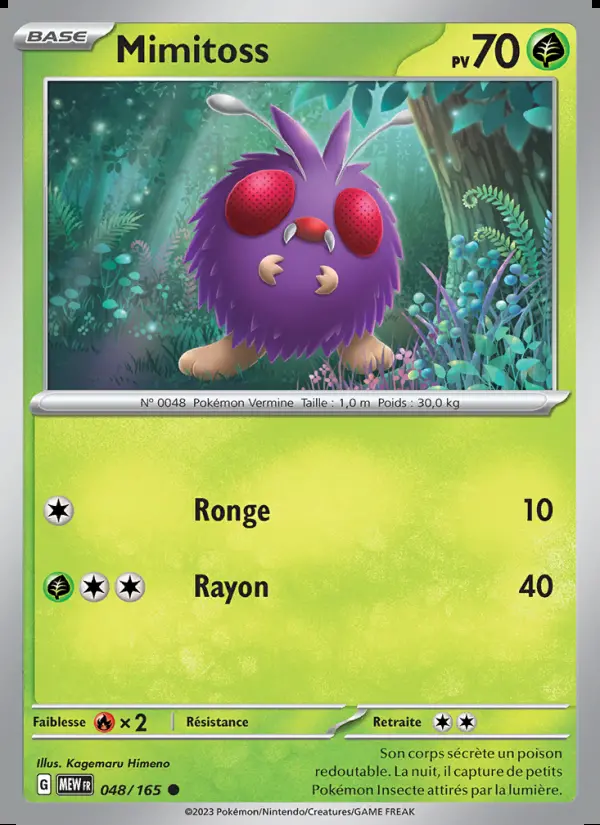 BASE
Mimitoss
PV 70
N° 0048 Pokémon Vermine Taille : 1,0 m Poids : 30,0 kg
Ronge 10
Rayon 40
Faiblesse ×2 Résistance Retraite
Illus. Kagemaru Himeno
G MEW FR 048/165
Son corps sécrète un poison
redoutable. La nuit, il capture de petits
Pokémon Insecte attirés par la lumière.
©2023 Pokémon/Nintendo/Creatures/GAME FREAK